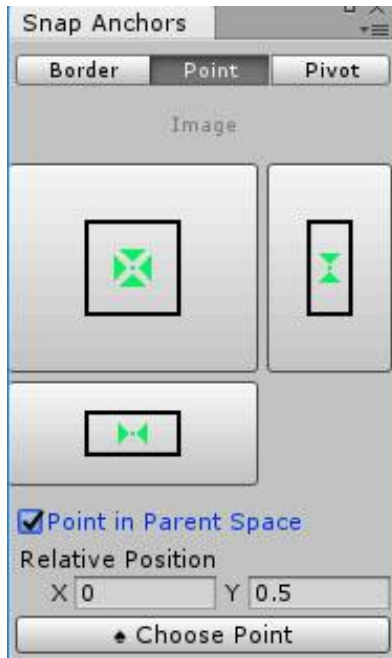 Snap Anchors
Border Point Pivot
Image
Point in Parent Space
Relative Position
X 0 Y 0.5
♠ Choose Point